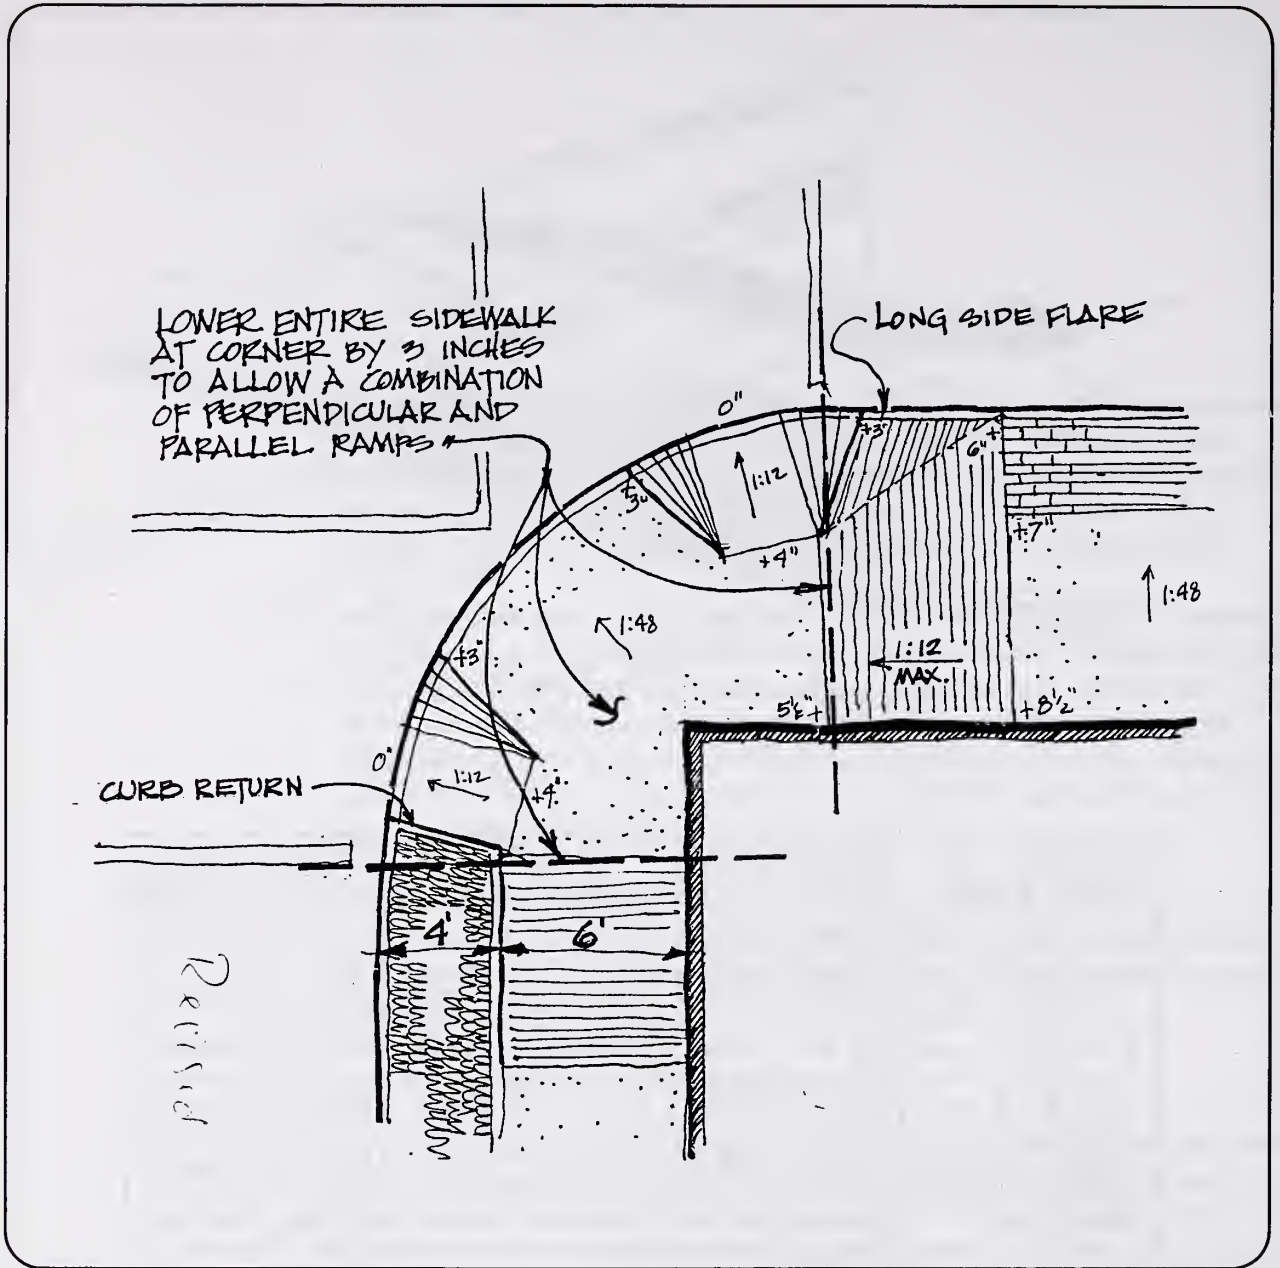 LOWER ENTIRE SIDEWALK
AT CORNER BY 3 INCHES
TO ALLOW A COMBINATION
OF PERPENDICULAR AND
PARALLEL RAMPS
LONG SIDE FLARE
0"
+3"
6"+
+3"
1:12
+4"
+7"
1:48
1:48
+3"
1:12
MAX.
5½"+
+8½"
0"
1:12
+4"
CURB RETURN
4'
6'